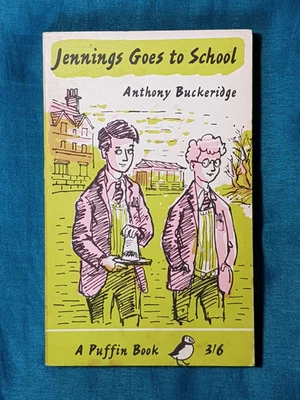 Jennings Goes to School
Anthony Buckeridge
A Puffin Book 3/6